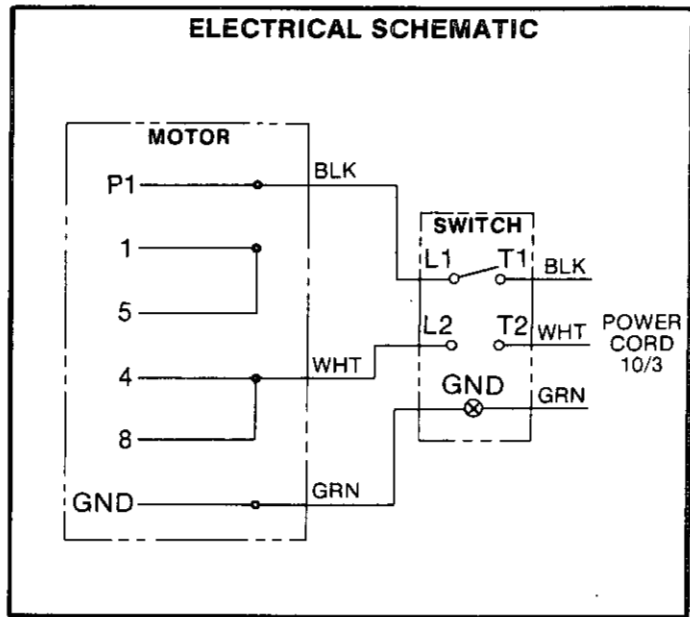 ELECTRICAL SCHEMATIC
MOTOR
P1
BLK
1
5
4
WHT
8
GND
GRN
SWITCH
L1 T1
BLK
L2 T2
WHT
GND
GRN
POWER
CORD
10/3